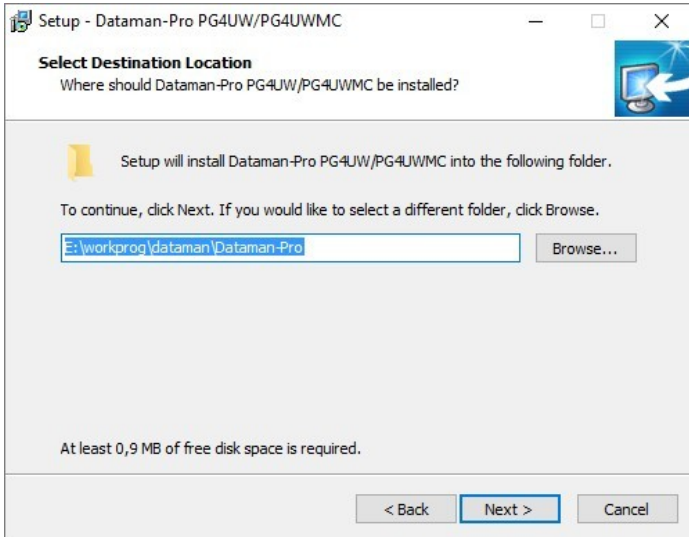 Setup - Dataman-Pro PG4UW/PG4UWMC
Select Destination Location
Where should Dataman-Pro PG4UW/PG4UWMC be installed?
Setup will install Dataman-Pro PG4UW/PG4UWMC into the following folder.
To continue, click Next. If you would like to select a different folder, click Browse.
E:\workprog\dataman\Dataman-Pro
Browse...
At least 0,9 MB of free disk space is required.
< Back
Next >
Cancel